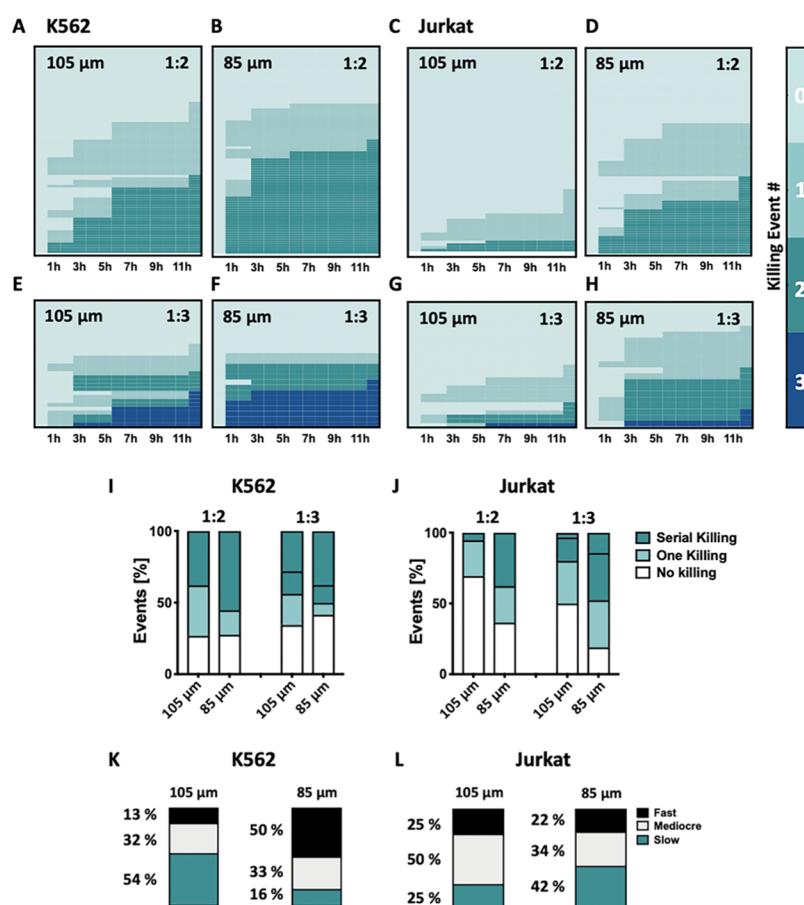 A K562 B C Jurkat D
105 µm 1:2 85 µm 1:2 105 µm 1:2 85 µm 1:2
0
1
2
3
Killing Event #
1h 3h 5h 7h 9h 11h 1h 3h 5h 7h 9h 11h 1h 3h 5h 7h 9h 11h 1h 3h 5h 7h 9h 11h
E F G H
105 µm 1:3 85 µm 1:3 105 µm 1:3 85 µm 1:3
1h 3h 5h 7h 9h 11h 1h 3h 5h 7h 9h 11h 1h 3h 5h 7h 9h 11h 1h 3h 5h 7h 9h 11h
I K562
1:2 1:3
100
50
0
Events [%]
105 µm 85 µm 105 µm 85 µm
J Jurkat
1:2 1:3
100
50
0
Events [%]
105 µm 85 µm 105 µm 85 µm
Serial Killing
One Killing
No killing
K K562
105 µm 85 µm
13 %
32 %
54 %
50 %
33 %
16 %
L Jurkat
105 µm 85 µm
25 %
50 %
25 %
22 %
34 %
42 %
Fast
Mediocre
Slow